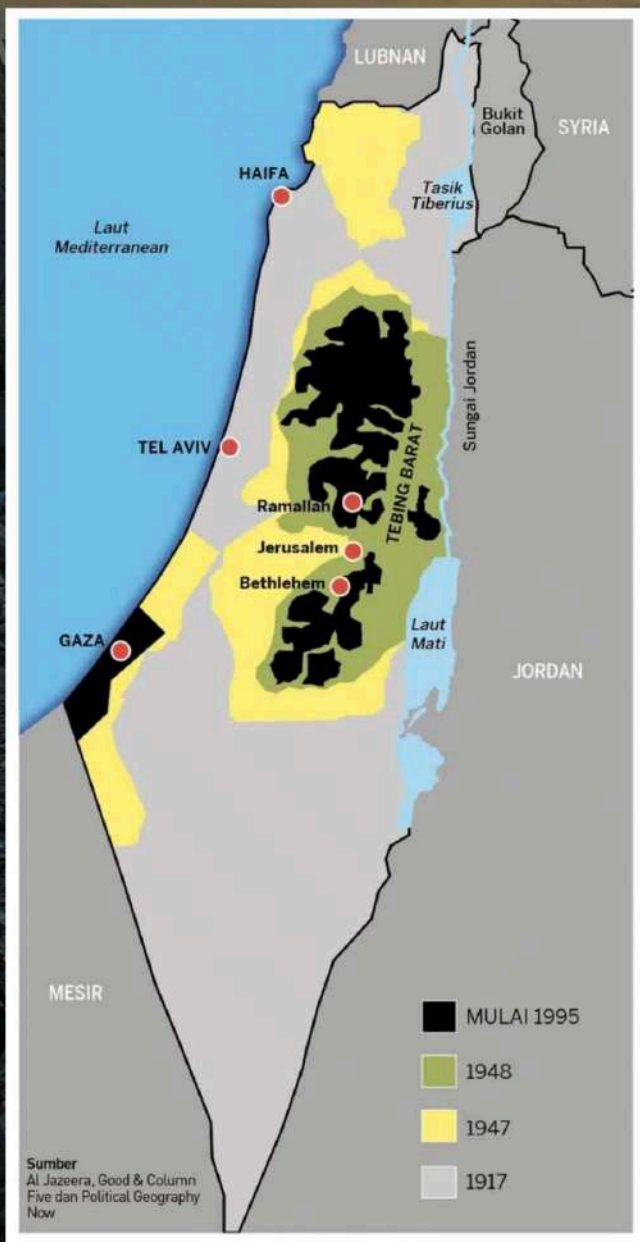 LUBNAN
Bukit
Golan
SYRIA
HAIFA
Tasik
Tiberius
Laut
Mediterranean
Sungai Jordan
TEL AVIV
TEBING BARAT
Ramallah
Jerusalem
Bethlehem
GAZA
Laut
Mati
JORDAN
MESIR
MULAI 1995
1948
1947
1917
Sumber
Al Jazeera, Good & Column
Five dan Political Geography
Now